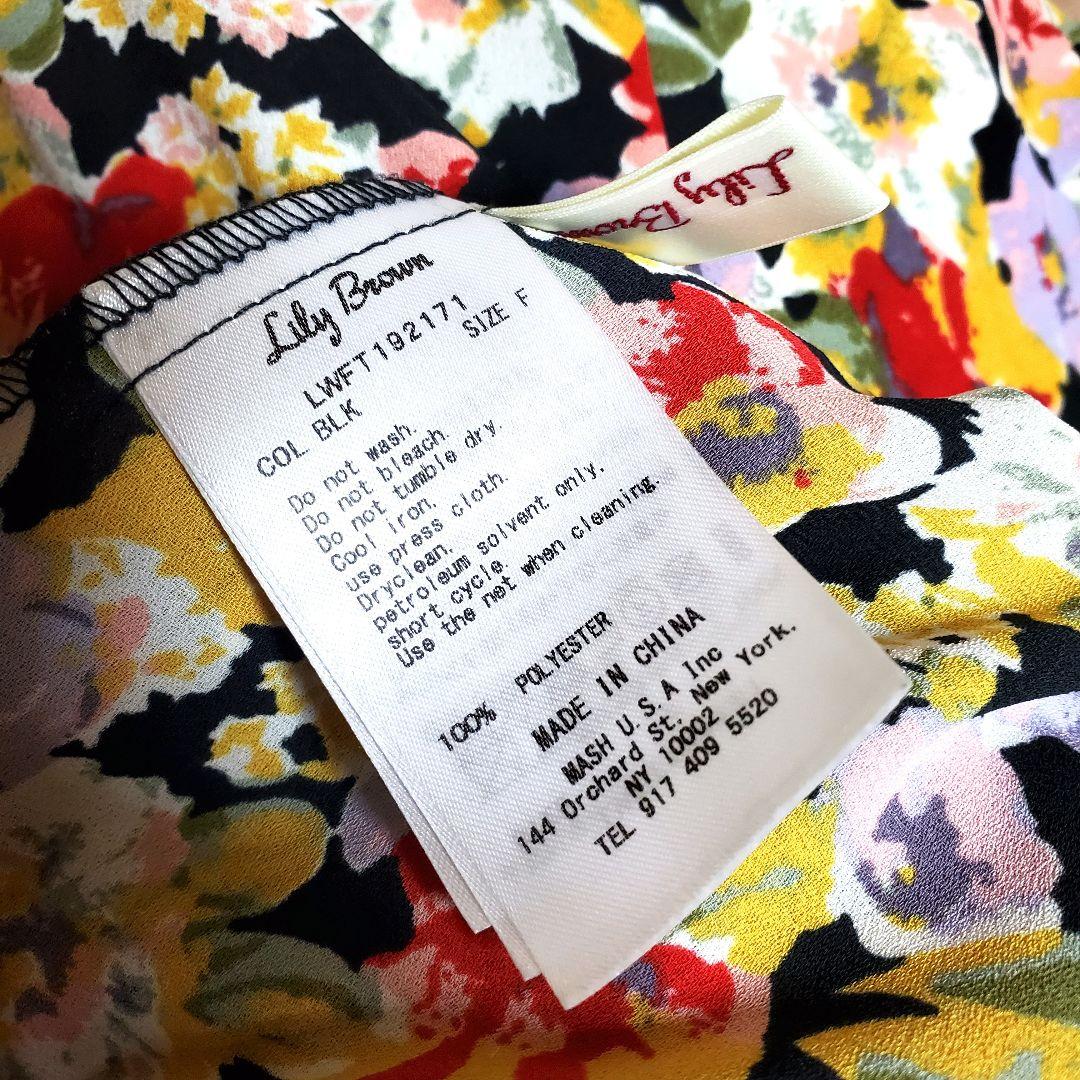 Lily Brown
Lily Brown
LWFT192171
SIZE F
COL BLK
Do not wash.
Do not bleach.
Do not tumble dry.
Cool iron.
use press cloth.
Dryclean.
petroleum solvent only.
short cycle
Use the net when cleaning.
100% POLYESTER
MADE IN CHINA
MASH U.S.A Inc
144 Orchard St, New York,
NY 10002
TEL 917 409 5520